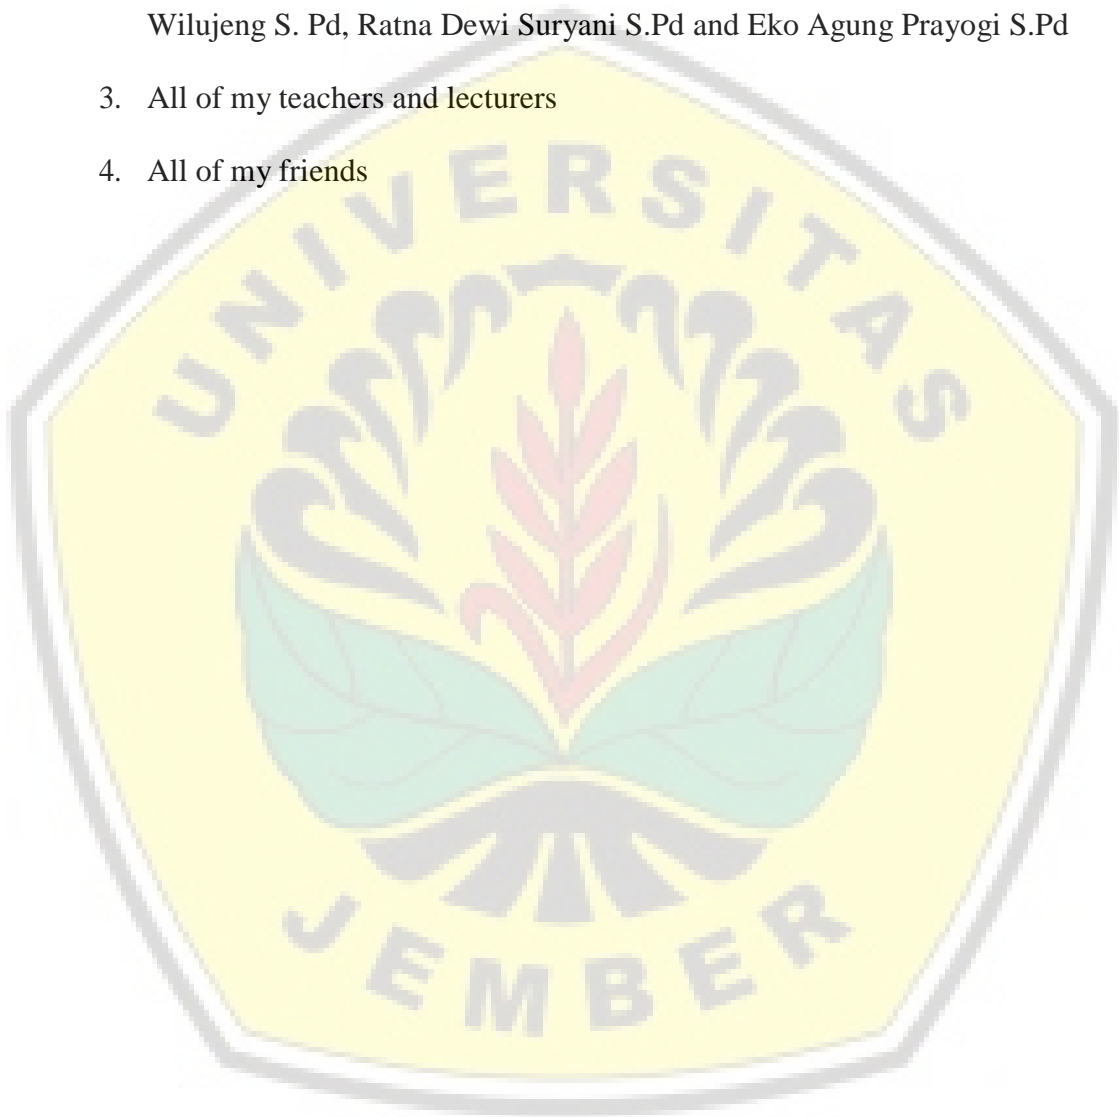 Wilujeng S. Pd, Ratna Dewi Suryani S.Pd and Eko Agung Prayogi S.Pd
3. All of my teachers and lecturers
4. All of my friends
UNIVERSITAS
JEMBER